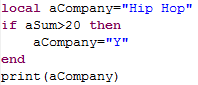 local aCompany="Hip Hop"
if aSum>20 then
    aCompany="Y"
end
print(aCompany)